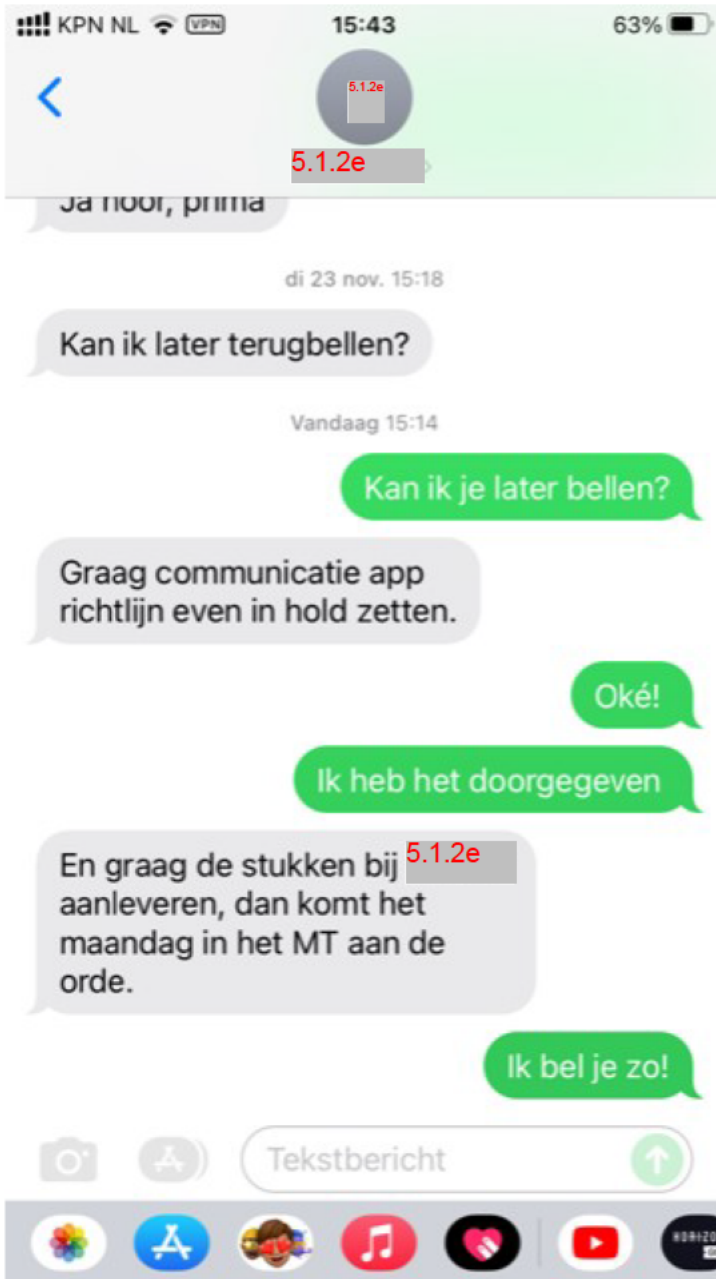 KPN NL VPN 15:43 63%
5.1.2e
5.1.2e
Ja hoor, prima
di 23 nov. 15:18
Kan ik later terugbellen?
Vandaag 15:14
Kan ik je later bellen?
Graag communicatie app
richtlijn even in hold zetten.
Oké!
Ik heb het doorgegeven
En graag de stukken bij 5.1.2e
aanleveren, dan komt het
maandag in het MT aan de
orde.
Ik bel je zo!
Tekstbericht